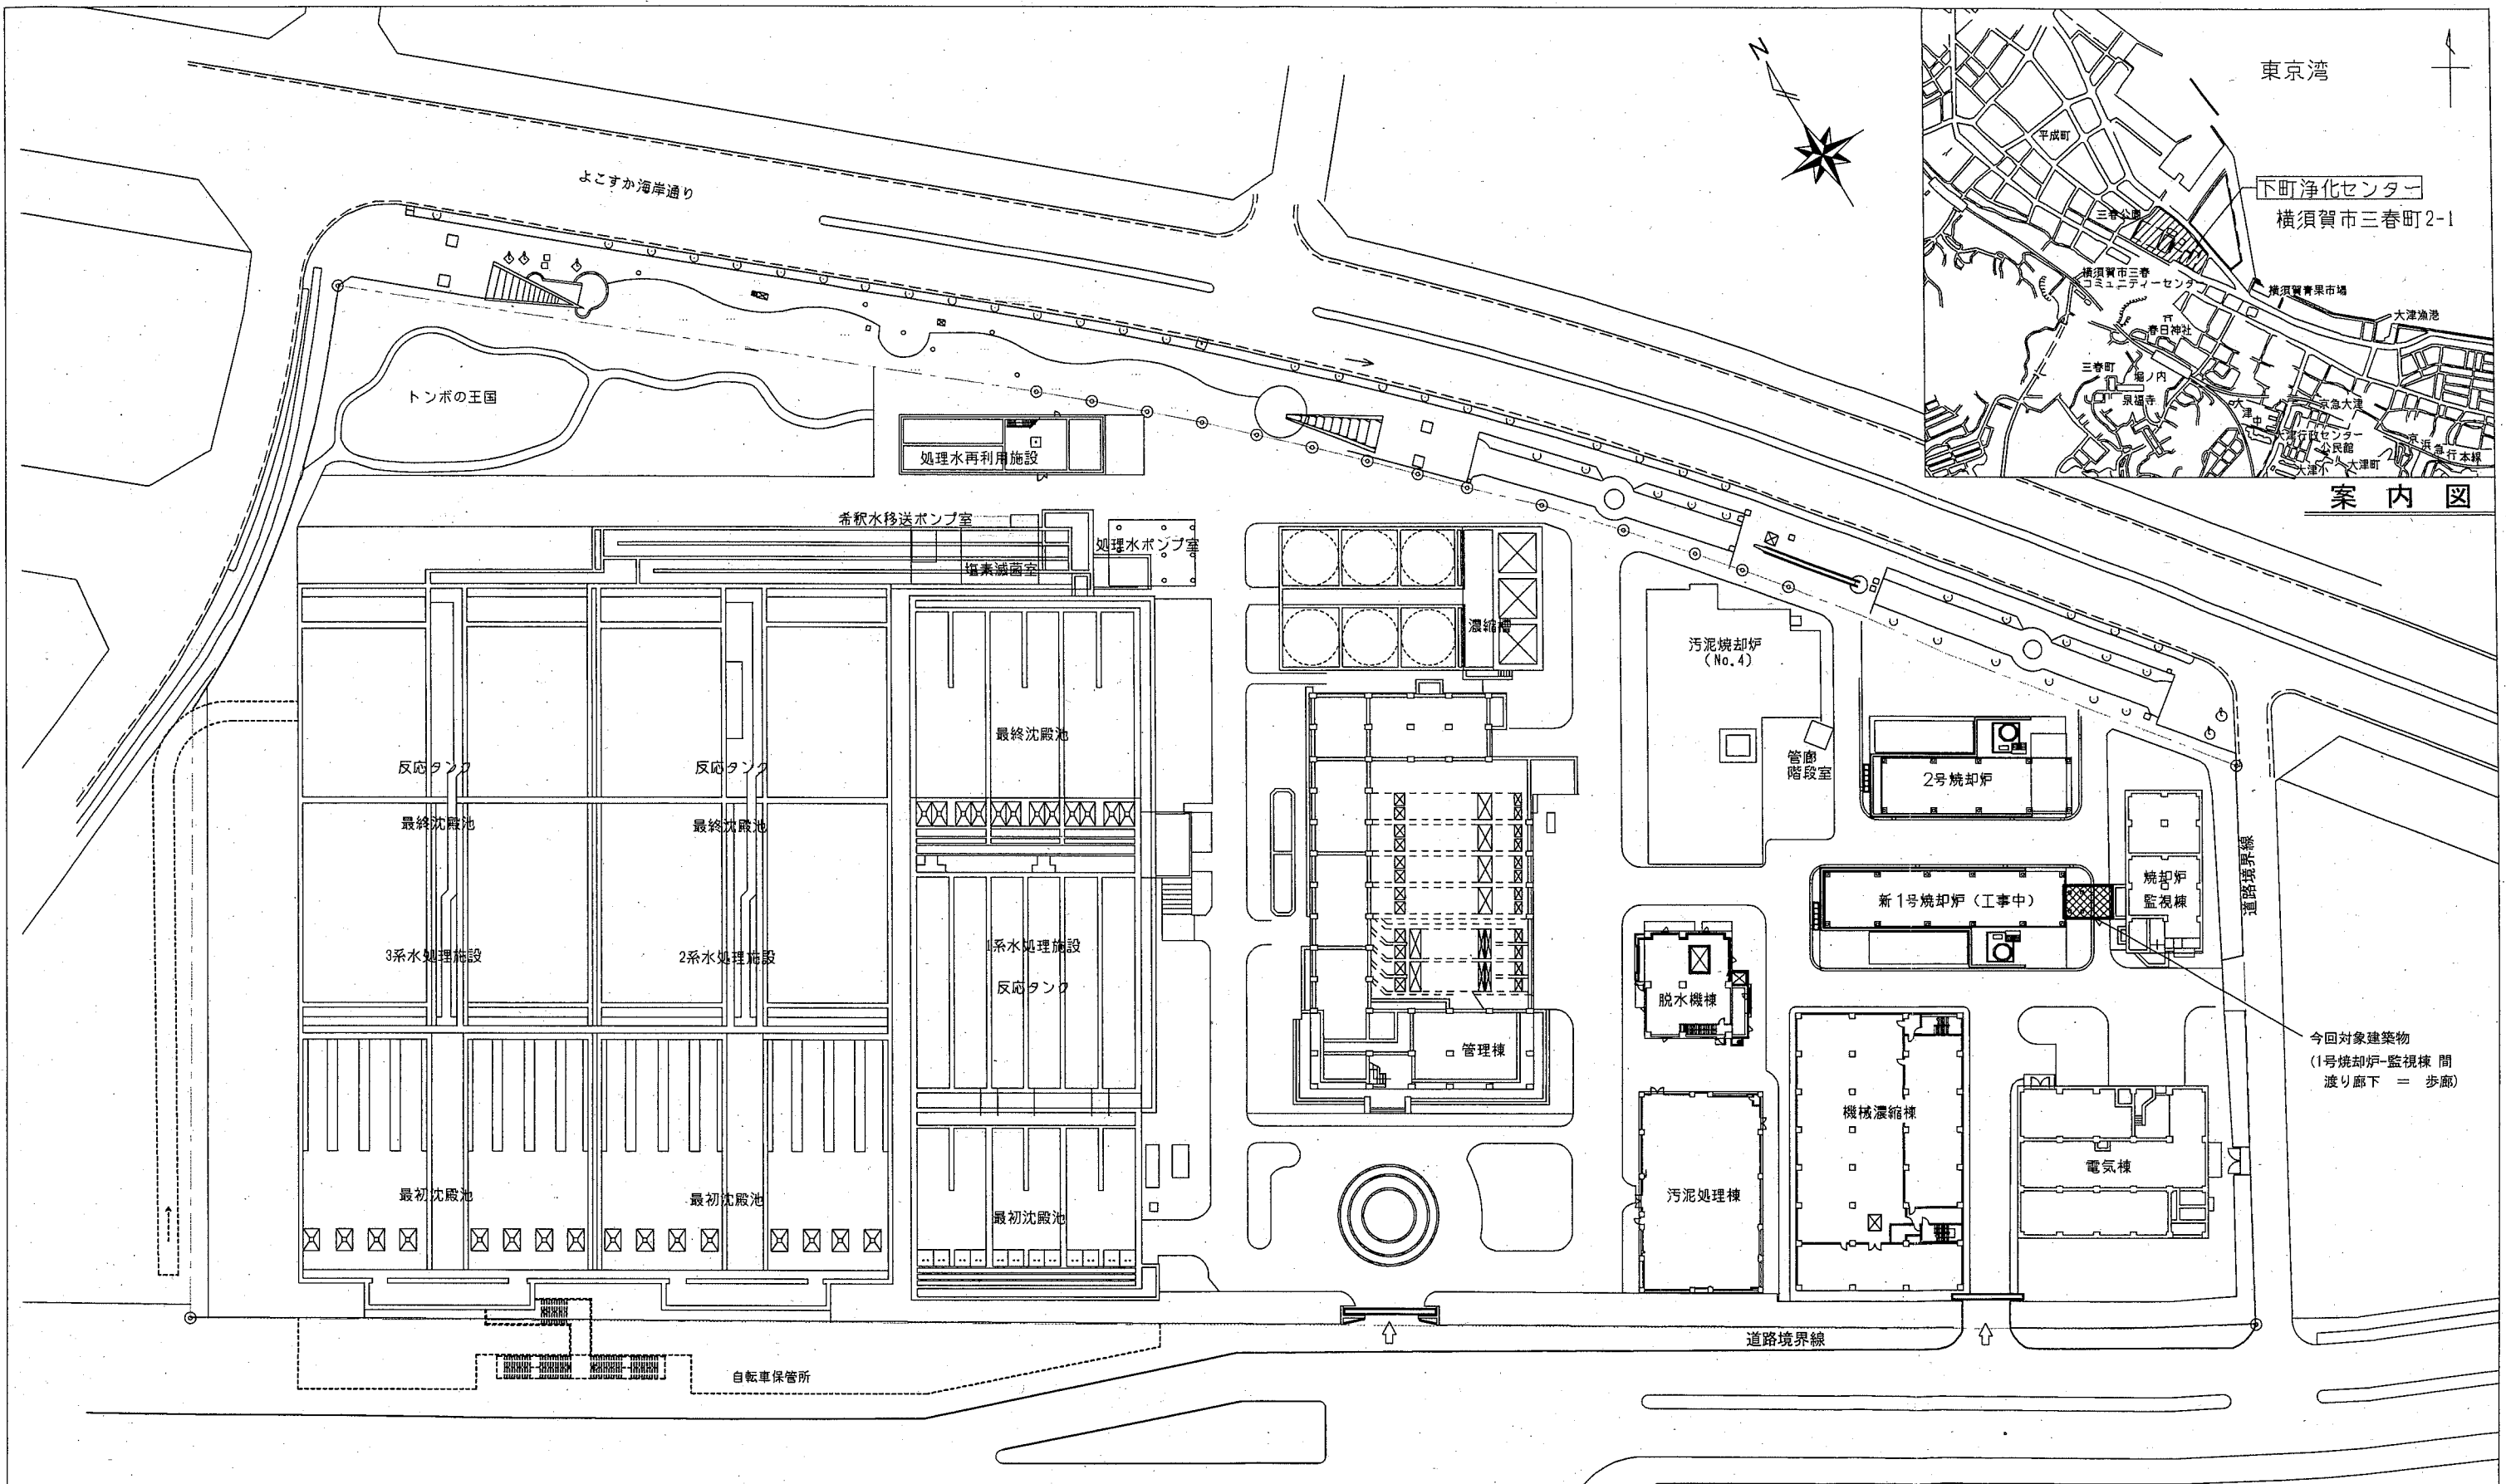 N
よこすか海岸通り
トンボの王国
処理水再利用施設
希釈水移送ポンプ室
処理水ポンプ室
塩素滅菌室
濃縮槽
汚泥焼却炉
(No.4)
管廊
階段室
2号焼却炉
焼却炉
監視棟
新1号焼却炉(工事中)
道路境界線
最終沈殿池
反応タンク
反応タンク
最終沈殿池
最終沈殿池
3系水処理施設
2系水処理施設
1系水処理施設
反応タンク
脱水機棟
管理棟
今回対象建築物
(1号焼却炉-監視棟 間
渡り廊下 = 歩廊)
機械濃縮棟
電気棟
汚泥処理棟
最初沈殿池
最初沈殿池
最初沈殿池
道路境界線
自転車保管所
東京湾
平成町
下町浄化センター
横須賀市三春町2-1
三春公園
横須賀市三春
コミュニティーセンター
横須賀青果市場
大津漁港
春日神社
三春町
堀ノ内
泉福寺
京急大津
大津中
大津行政センター
公民館
大津小
大津町
京浜急行本線
案内図